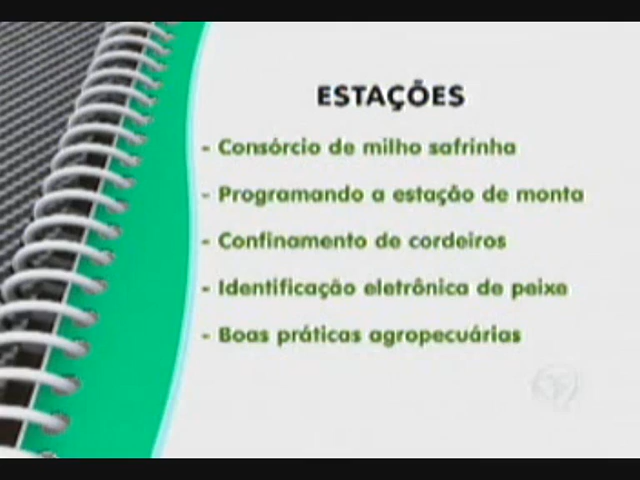 ESTAÇÕES
- Consórcio de milho safrinha
- Programando a estação de monta
- Confinamento de cordeiros
- Identificação eletrônica de peixe
- Boas práticas agropecuárias